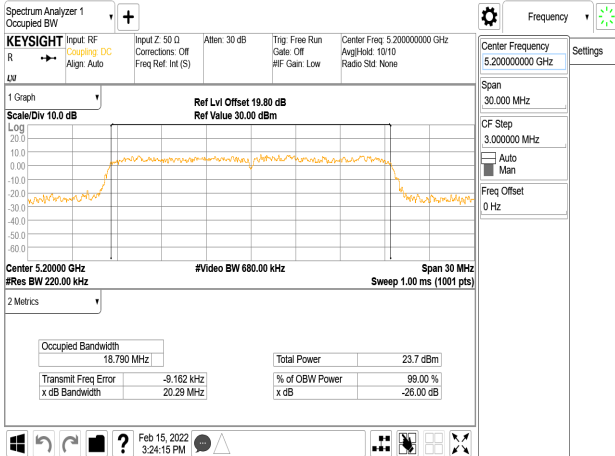 Spectrum Analyzer 1
Occupied BW
Frequency
KEYSIGHT
R
LXI
Input: RF
Coupling: DC
Align: Auto
Input Z: 50 Ω
Corrections: Off
Freq Ref: Int (S)
Atten: 30 dB
Trig: Free Run
Gate: Off
#IF Gain: Low
Center Freq: 5.200000000 GHz
Avg|Hold: 10/10
Radio Std: None
Center Frequency
5.200000000 GHz
Settings
Span
30.000 MHz
CF Step
3.000000 MHz
Auto
Man
Freq Offset
0 Hz
1 Graph
Scale/Div 10.0 dB
Ref Lvl Offset 19.80 dB
Ref Value 30.00 dBm
Log
20.0
10.0
0.00
-10.0
-20.0
-30.0
-40.0
-50.0
-60.0
Center 5.20000 GHz
#Res BW 220.00 kHz
#Video BW 680.00 kHz
Span 30 MHz
Sweep 1.00 ms (1001 pts)
2 Metrics
Occupied Bandwidth
18.790 MHz
Transmit Freq Error -9.162 kHz
x dB Bandwidth 20.29 MHz
Total Power 23.7 dBm
% of OBW Power 99.00 %
x dB -26.00 dB
?
Feb 15, 2022
3:24:15 PM